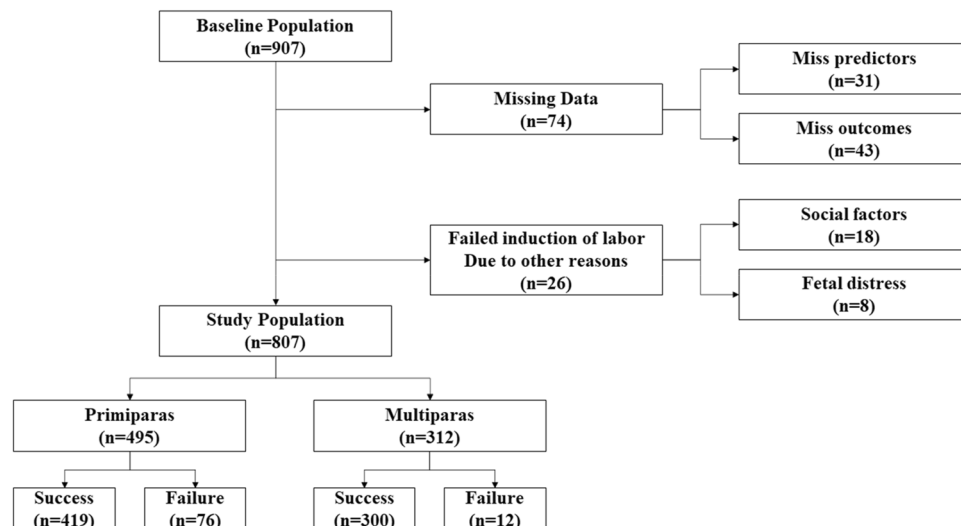 Baseline Population
(n=907)
Missing Data
(n=74)
Miss predictors
(n=31)
Miss outcomes
(n=43)
Failed induction of labor
Due to other reasons
(n=26)
Social factors
(n=18)
Fetal distress
(n=8)
Study Population
(n=807)
Primiparas
(n=495)
Multiparas
(n=312)
Success
(n=419)
Failure
(n=76)
Success
(n=300)
Failure
(n=12)